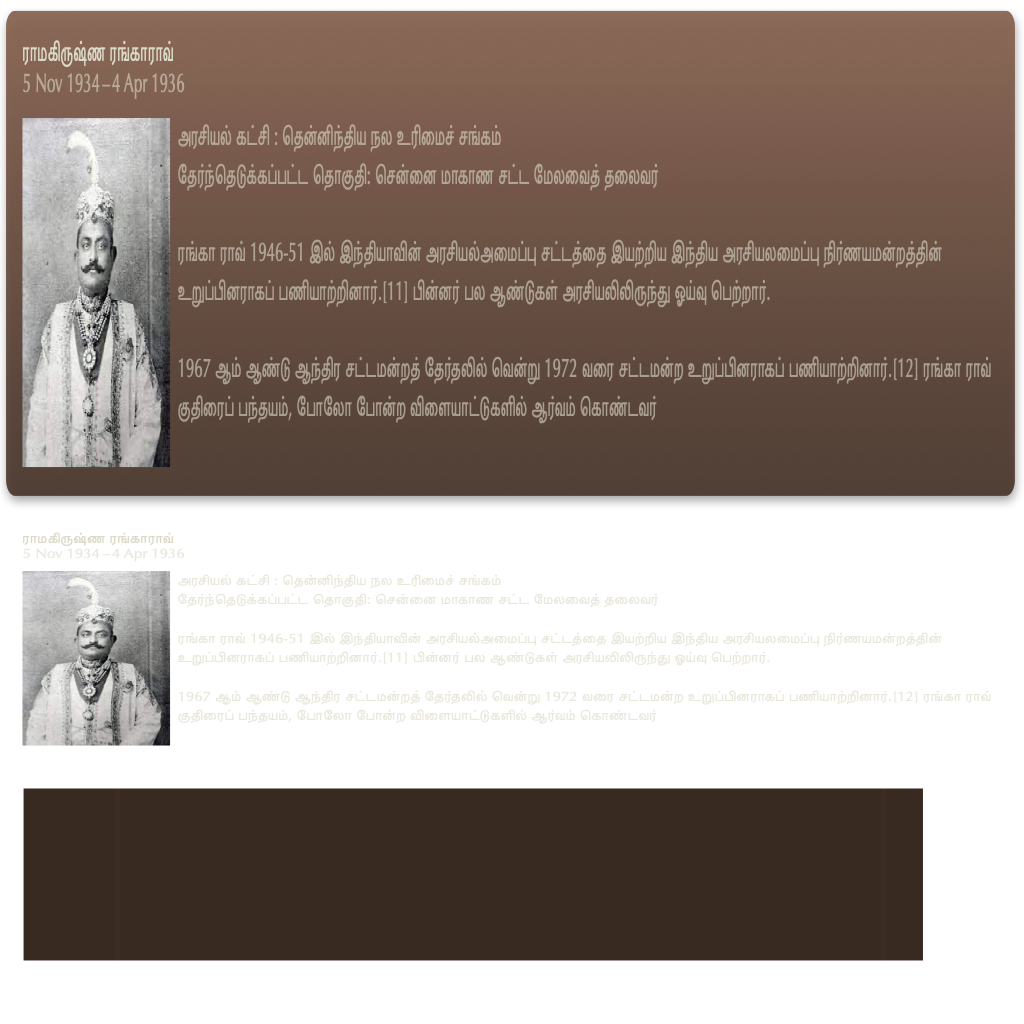 ராமகிருஷ்ண ரங்காராவ்
5 Nov 1934 – 4 Apr 1936
அரசியல் கட்சி : தென்னிந்திய நல உரிமைச் சங்கம்
தேர்ந்தெடுக்கப்பட்ட தொகுதி: சென்னை மாகாண சட்ட மேலவைத் தலைவர்
ரங்கா ராவ் 1946-51 இல் இந்தியாவின் அரசியல்அமைப்பு சட்டத்தை இயற்றிய இந்திய அரசியலமைப்பு நிர்ணயமன்றத்தின்
உறுப்பினராகப் பணியாற்றினார்.[11] பின்னர் பல ஆண்டுகள் அரசியலிலிருந்து ஓய்வு பெற்றார்.
1967 ஆம் ஆண்டு ஆந்திர சட்டமன்றத் தேர்தலில் வென்று 1972 வரை சட்டமன்ற உறுப்பினராகப் பணியாற்றினார்.[12] ரங்கா ராவ்
குதிரைப் பந்தயம், போலோ போன்ற விளையாட்டுகளில் ஆர்வம் கொண்டவர்
ராமகிருஷ்ண ரங்காராவ்
5 Nov 1934 – 4 Apr 1936
அரசியல் கட்சி : தென்னிந்திய நல உரிமைச் சங்கம்
தேர்ந்தெடுக்கப்பட்ட தொகுதி: சென்னை மாகாண சட்ட மேலவைத் தலைவர்
ரங்கா ராவ் 1946-51 இல் இந்தியாவின் அரசியல்அமைப்பு சட்டத்தை இயற்றிய இந்திய அரசியலமைப்பு நிர்ணயமன்றத்தின்
உறுப்பினராகப் பணியாற்றினார்.[11] பின்னர் பல ஆண்டுகள் அரசியலிலிருந்து ஓய்வு பெற்றார்.
1967 ஆம் ஆண்டு ஆந்திர சட்டமன்றத் தேர்தலில் வென்று 1972 வரை சட்டமன்ற உறுப்பினராகப் பணியாற்றினார்.[12] ரங்கா ராவ்
குதிரைப் பந்தயம், போலோ போன்ற விளையாட்டுகளில் ஆர்வம் கொண்டவர்